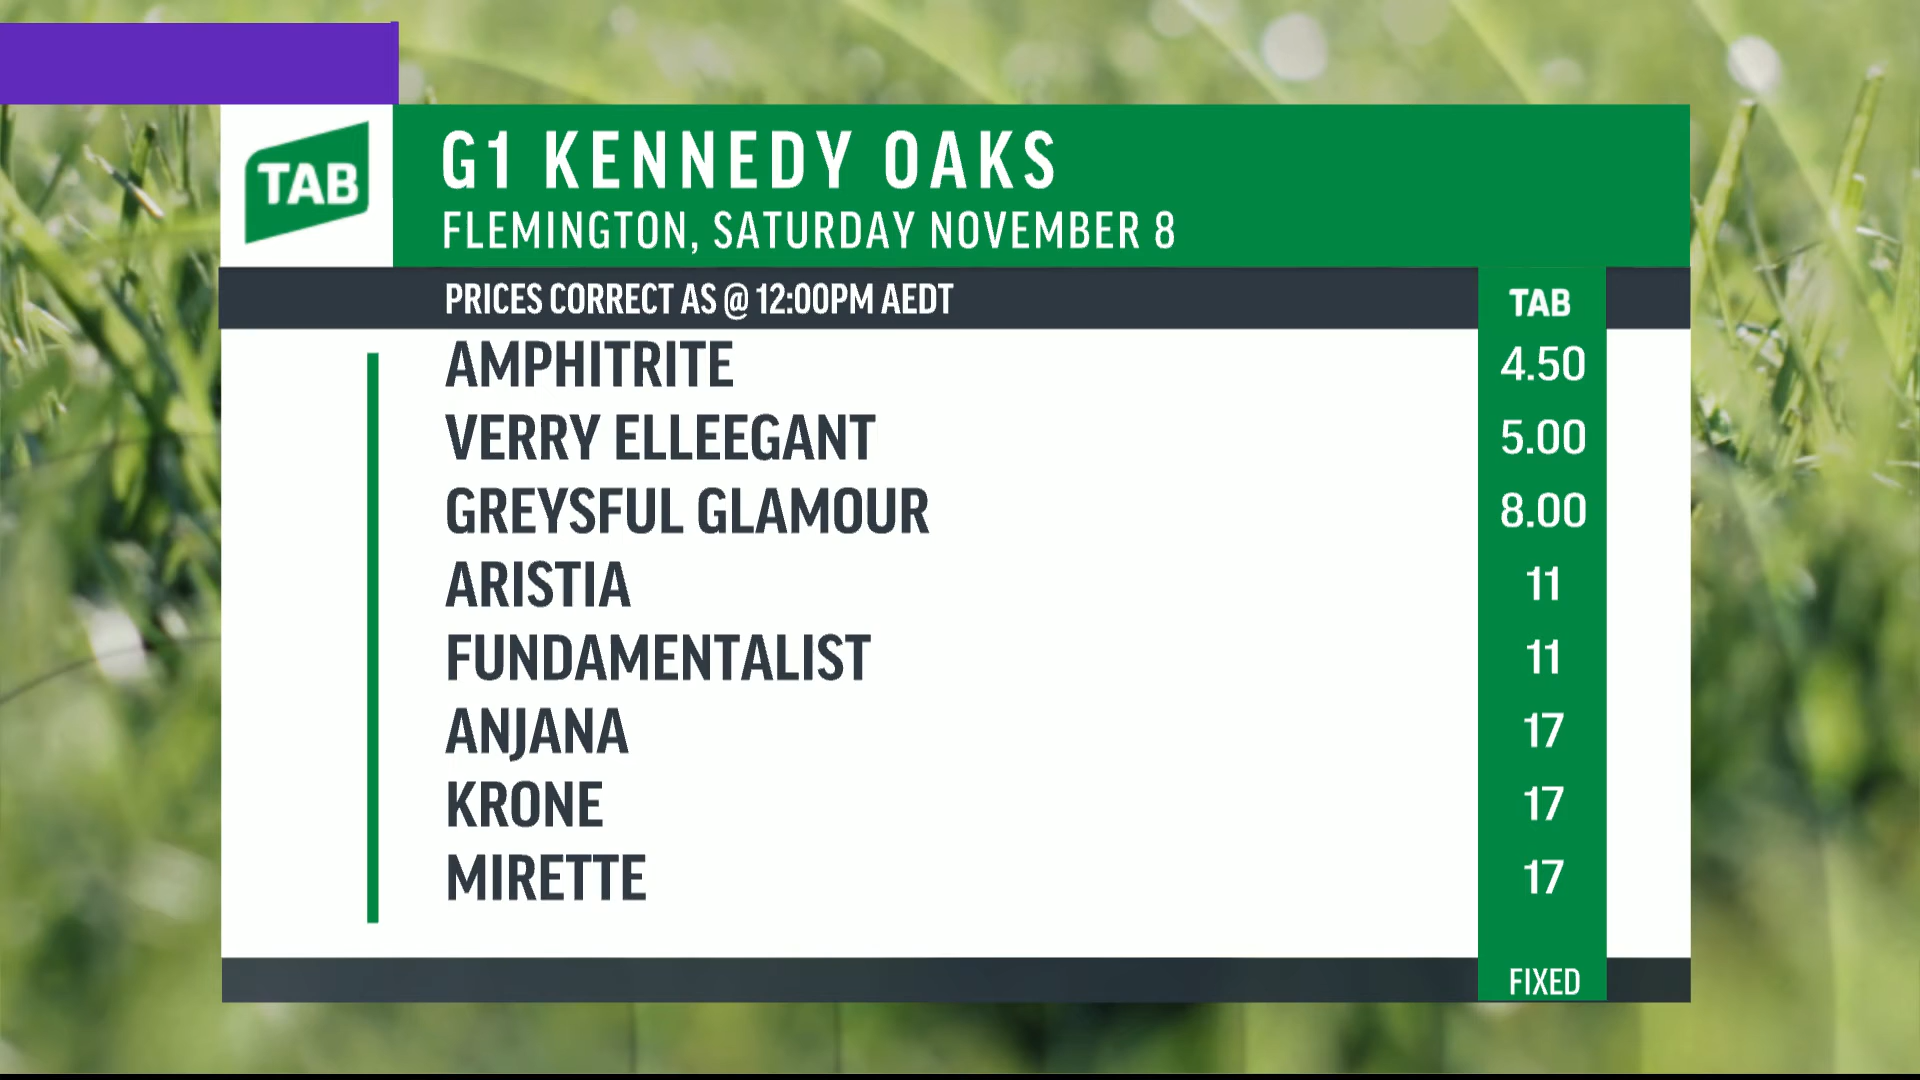 TAB
G1 KENNEDY OAKS
FLEMINGTON, SATURDAY NOVEMBER 8
PRICES CORRECT AS @ 12:00PM AEDT TAB
AMPHITRITE 4.50
VERRY ELLEEGANT 5.00
GREYSFUL GLAMOUR 8.00
ARISTIA 11
FUNDAMENTALIST 11
ANJANA 17
KRONE 17
MIRETTE 17
FIXED